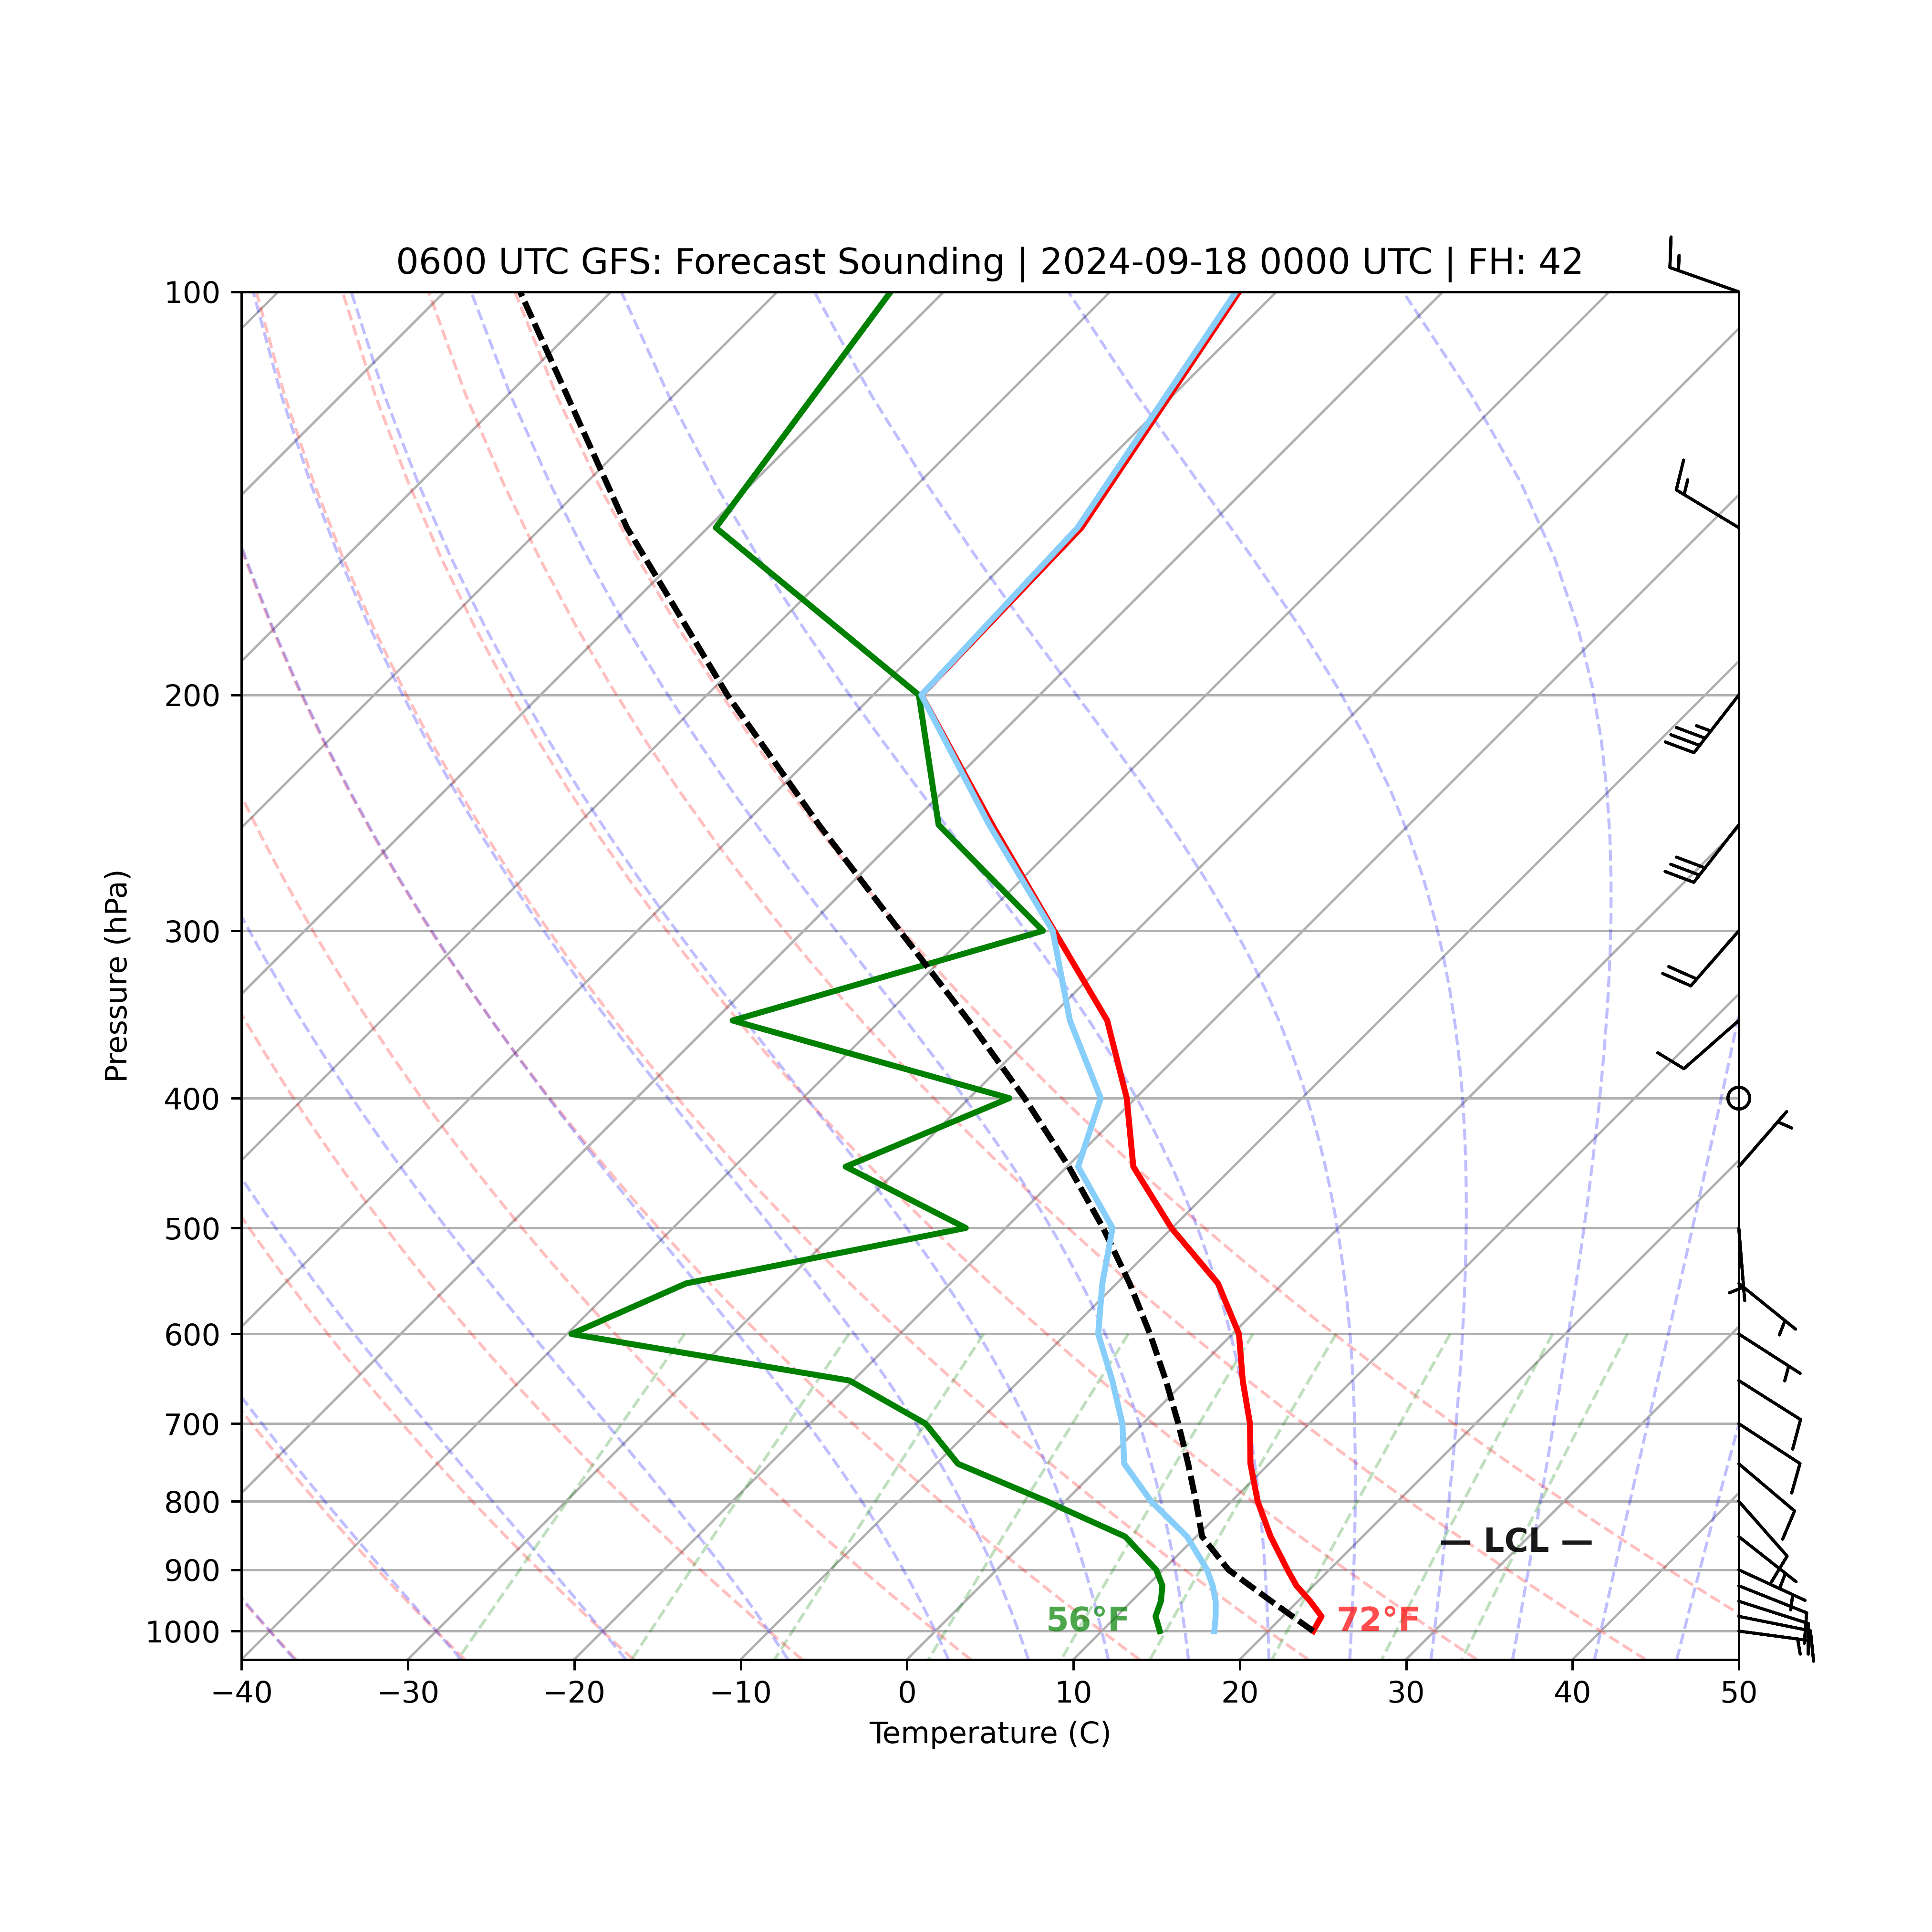 0600 UTC GFS: Forecast Sounding | 2024-09-18 0000 UTC | FH: 42
100
200
300
400
500
600
700
800
900
1000
Pressure (hPa)
— LCL —
56°F
72°F
−40 −30 −20 −10 0 10 20 30 40 50
Temperature (C)